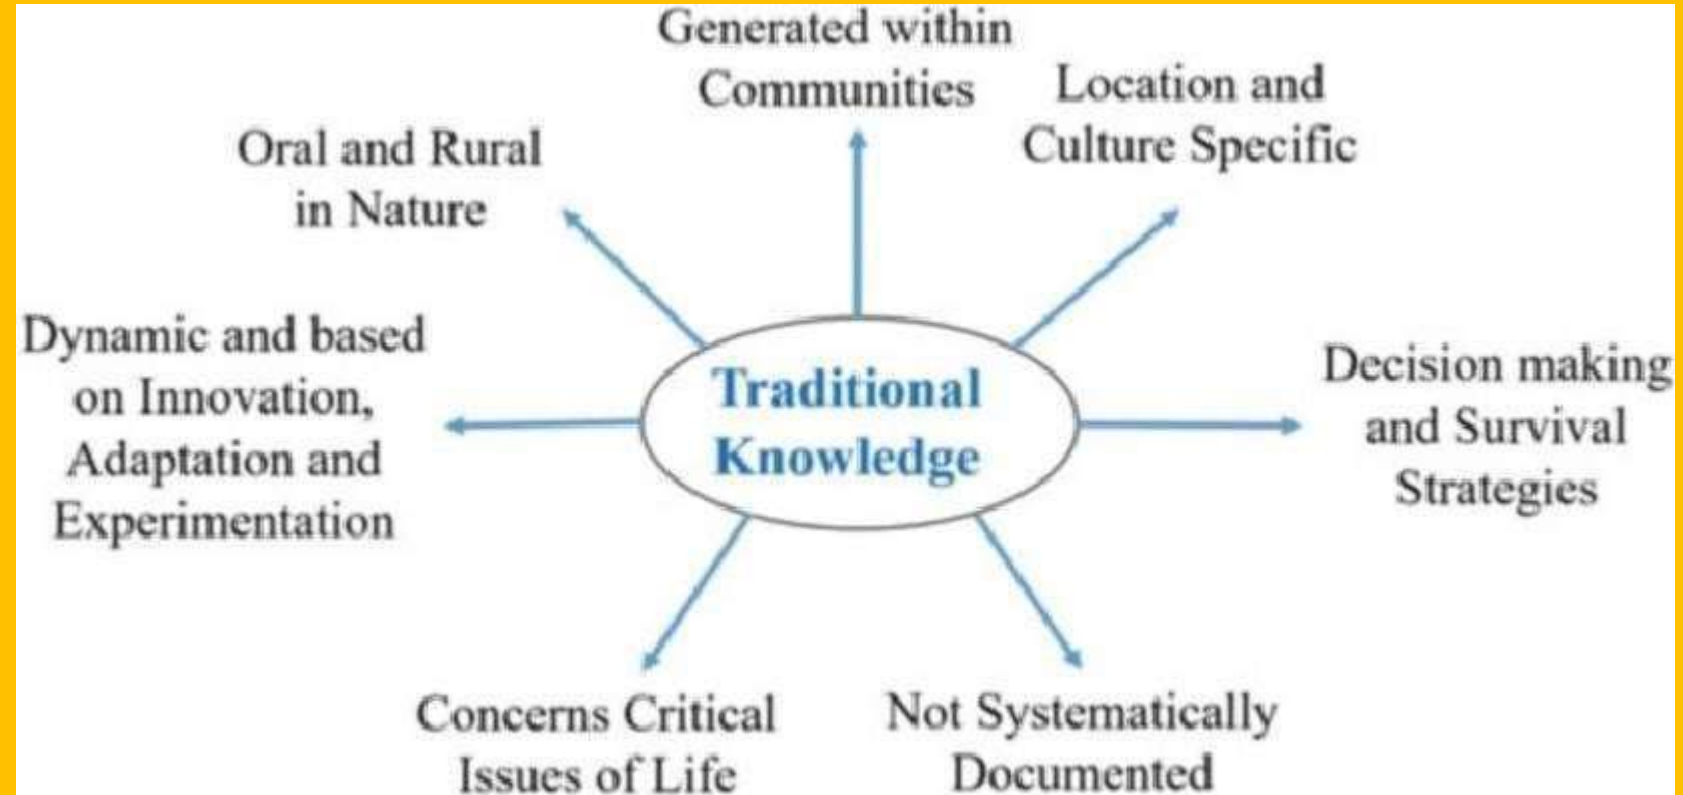 Generated within
Communities
Location and
Culture Specific
Oral and Rural
in Nature
Dynamic and based
on Innovation,
Adaptation and
Experimentation
Traditional
Knowledge
Decision making
and Survival
Strategies
Concerns Critical
Issues of Life
Not Systematically
Documented